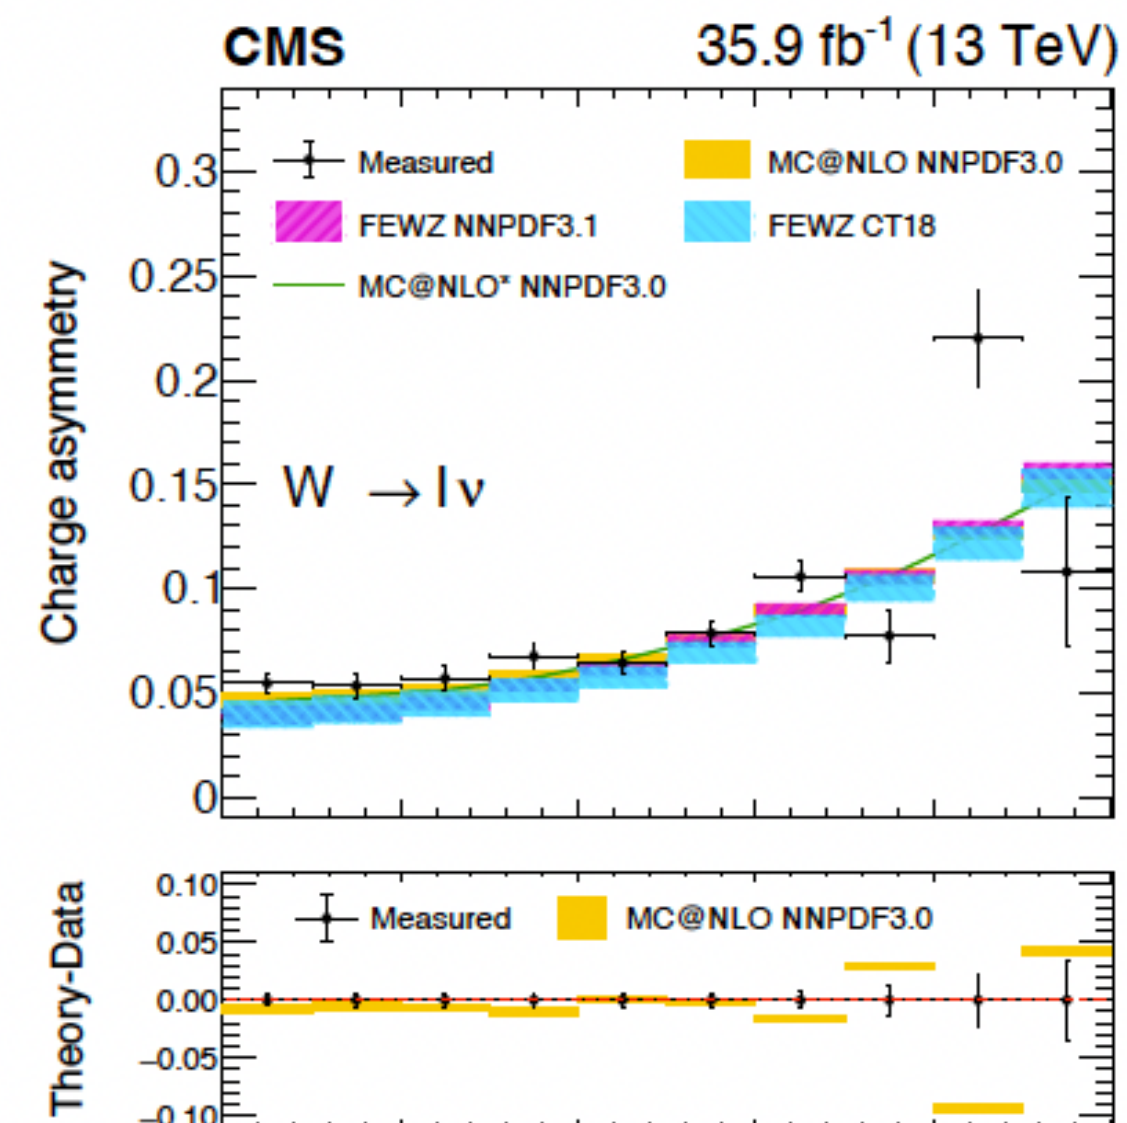 CMS 35.9 fb⁻¹ (13 TeV)
Measured MC@NLO NNPDF3.0
FEWZ NNPDF3.1 FEWZ CT18
MC@NLO* NNPDF3.0
W → l ν
Charge asymmetry
0.3
0.25
0.2
0.15
0.1
0.05
0
Measured MC@NLO NNPDF3.0
Theory-Data
0.10
0.05
0.00
−0.05
−0.10